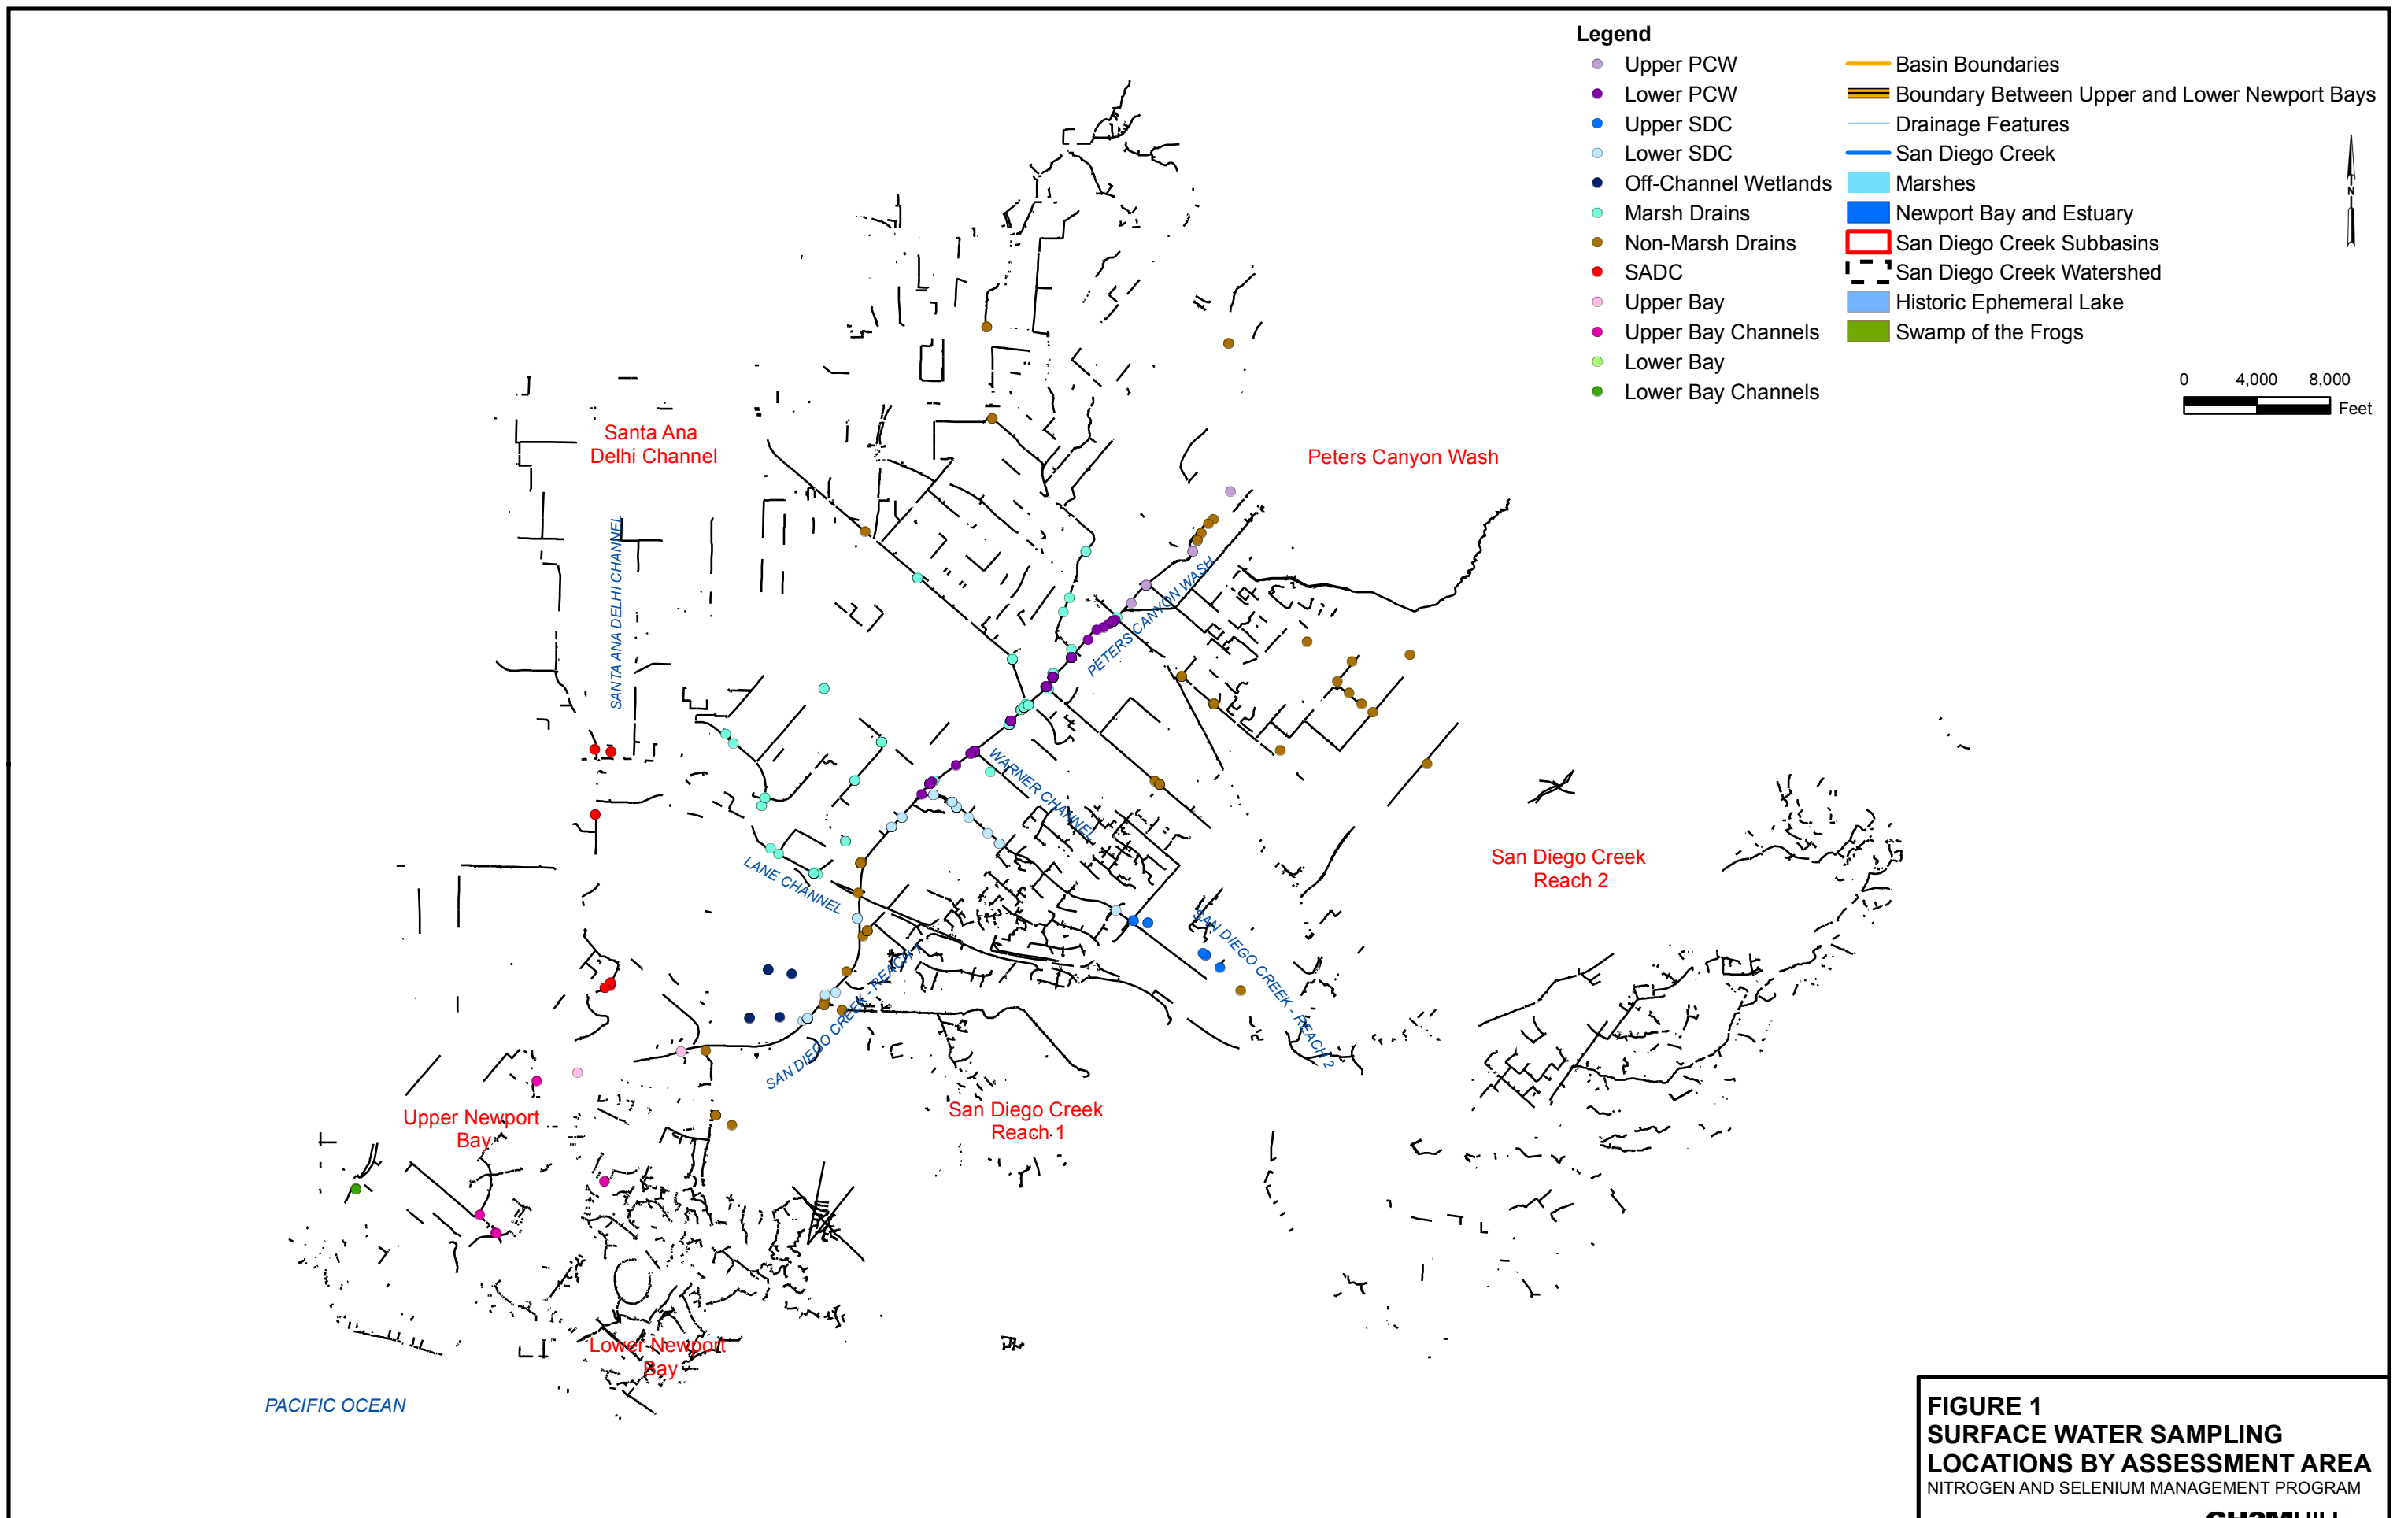 Legend
Upper PCW
Lower PCW
Upper SDC
Lower SDC
Off-Channel Wetlands
Marsh Drains
Non-Marsh Drains
SADC
Upper Bay
Upper Bay Channels
Lower Bay
Lower Bay Channels
Basin Boundaries
Boundary Between Upper and Lower Newport Bays
Drainage Features
San Diego Creek
Marshes
Newport Bay and Estuary
San Diego Creek Subbasins
San Diego Creek Watershed
Historic Ephemeral Lake
Swamp of the Frogs
N
0 4,000 8,000
Feet
Santa Ana
Delhi Channel
Peters Canyon Wash
SANTA ANA DELHI CHANNEL
PETERS CANYON WASH
WARNER CHANNEL
LANE CHANNEL
San Diego Creek
Reach 2
SAN DIEGO CREEK - REACH 1
SAN DIEGO CREEK - REACH 2
Upper Newport
Bay
San Diego Creek
Reach 1
Lower Newport
Bay
PACIFIC OCEAN
FIGURE 1
SURFACE WATER SAMPLING
LOCATIONS BY ASSESSMENT AREA
NITROGEN AND SELENIUM MANAGEMENT PROGRAM
CH2MHILL